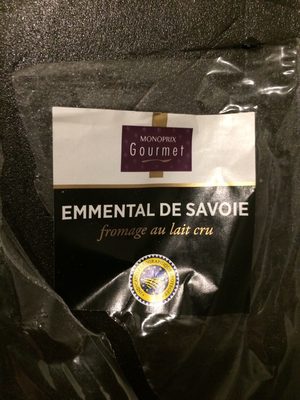 MONOPRIX
Gourmet
EMMENTAL DE SAVOIE
fromage au lait cru